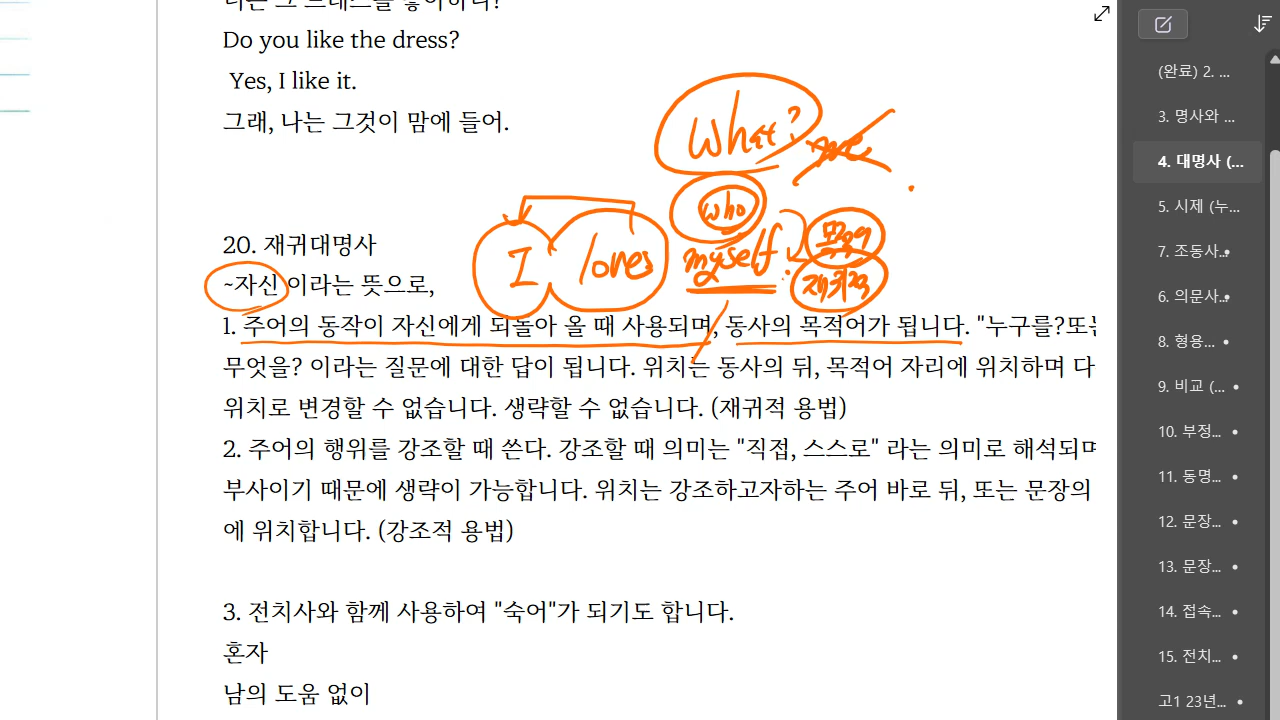 Do you like the dress?
Yes, I like it.
그래, 나는 그것이 맘에 들어.
What?
me
who
20. 재귀대명사
I loves myself 목적어
~자신 이라는 뜻으로,
재귀적
1. 주어의 동작이 자신에게 되돌아 올 때 사용되며, 동사의 목적어가 됩니다. "누구를?또는
무엇을? 이라는 질문에 대한 답이 됩니다. 위치는 동사의 뒤, 목적어 자리에 위치하며 다
위치로 변경할 수 없습니다. 생략할 수 없습니다. (재귀적 용법)
2. 주어의 행위를 강조할 때 쓴다. 강조할 때 의미는 "직접, 스스로" 라는 의미로 해석되며
부사이기 때문에 생략이 가능합니다. 위치는 강조하고자하는 주어 바로 뒤, 또는 문장의
에 위치합니다. (강조적 용법)
3. 전치사와 함께 사용하여 "숙어"가 되기도 합니다.
혼자
남의 도움 없이
(완료) 2. ...
3. 명사와 ...
4. 대명사 (...
5. 시제 (누...
7. 조동사...
6. 의문사...
8. 형용...
9. 비교 (...
10. 부정...
11. 동명...
12. 문장...
13. 문장...
14. 접속...
15. 전치...
고1 23년...